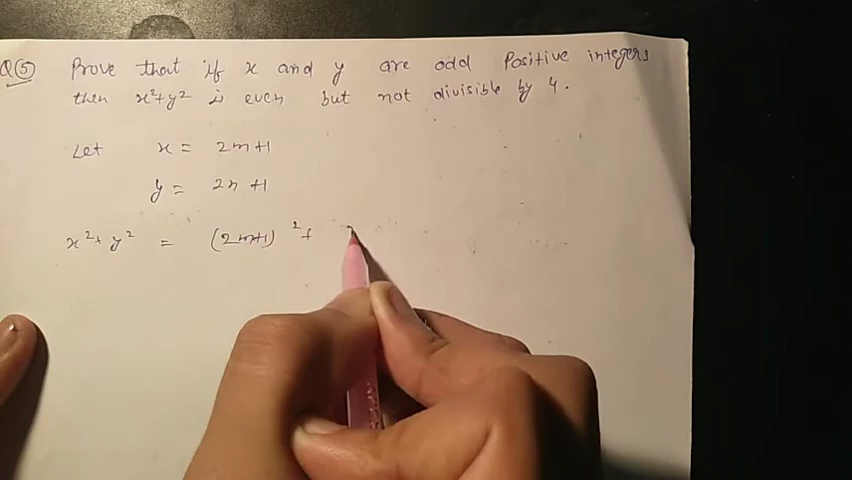 Q(5) Prove that if x and y are odd Positive integers
then x²+y² is even but not divisible by 4.
Let x = 2m+1
y = 2n+1
x²+y² = (2m+1)² +